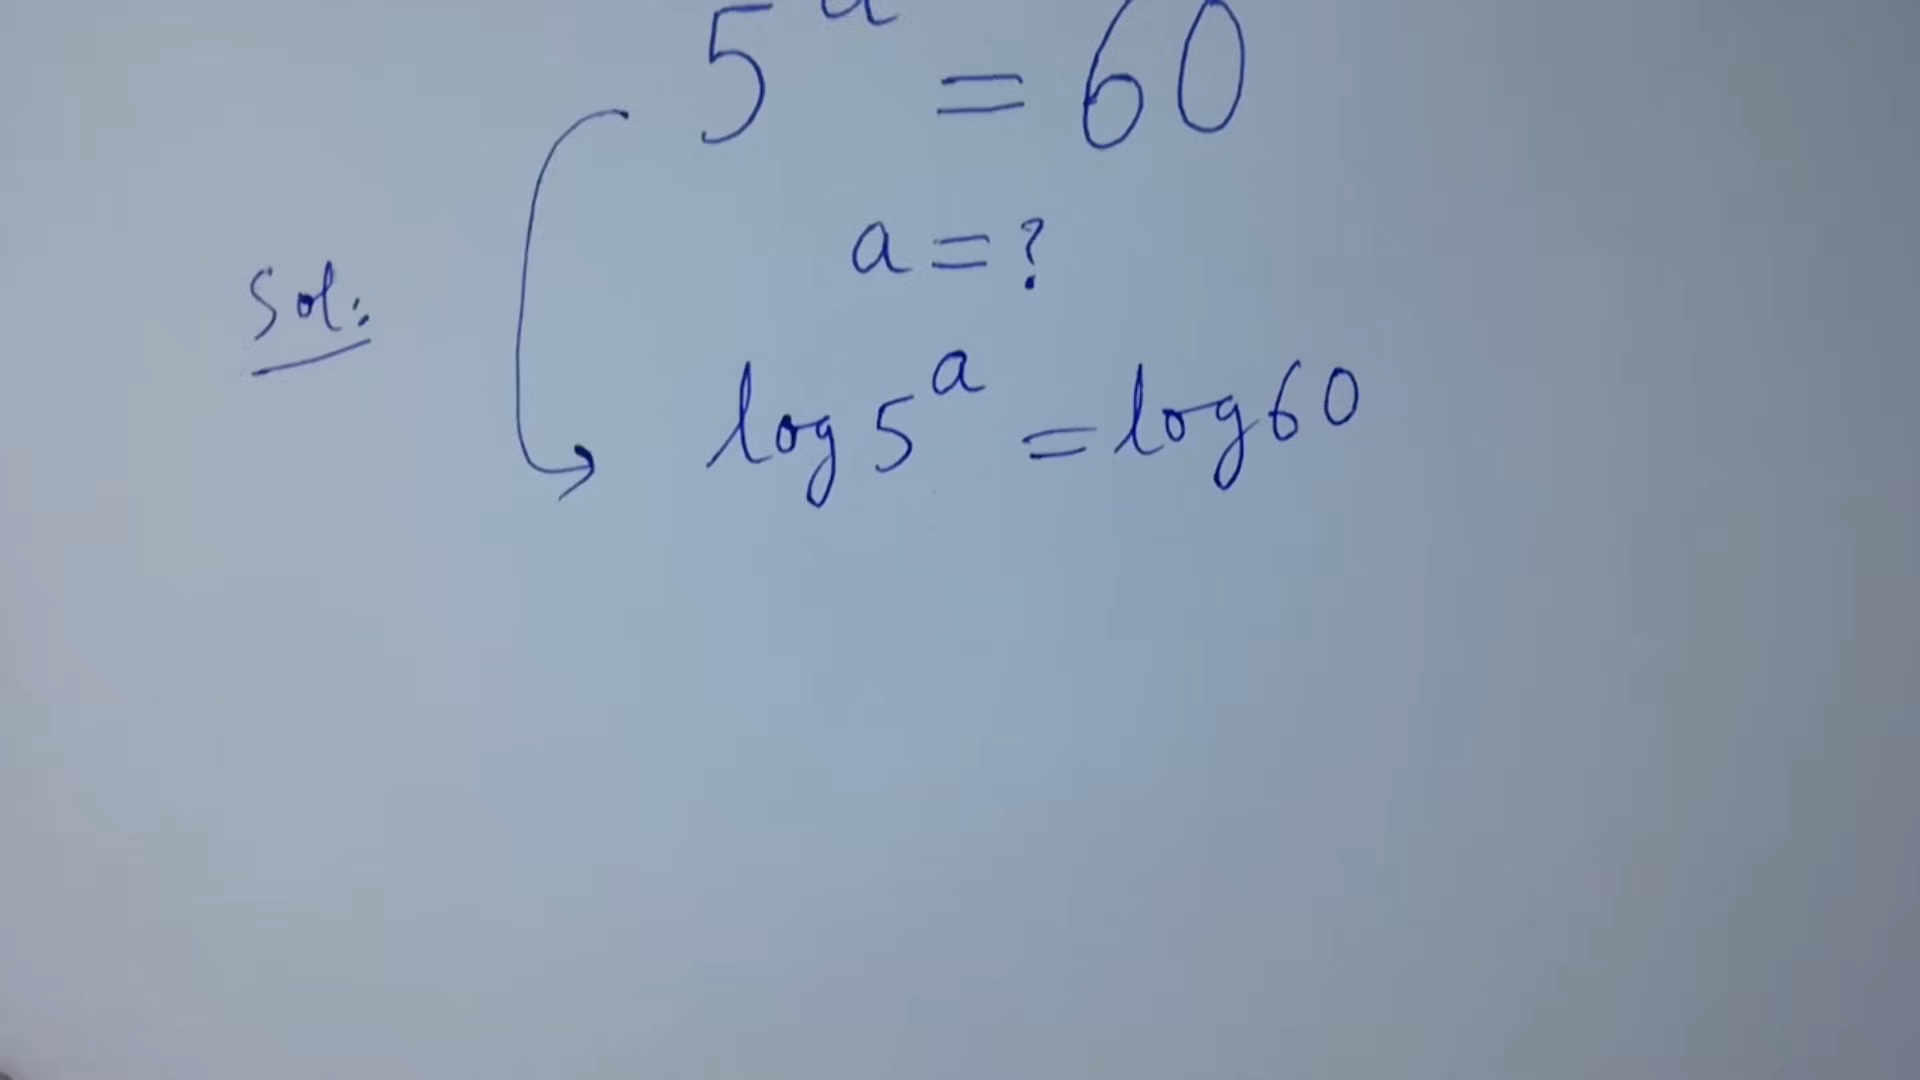 5^a = 60
a = ?
Sol:
log 5^a = log 60